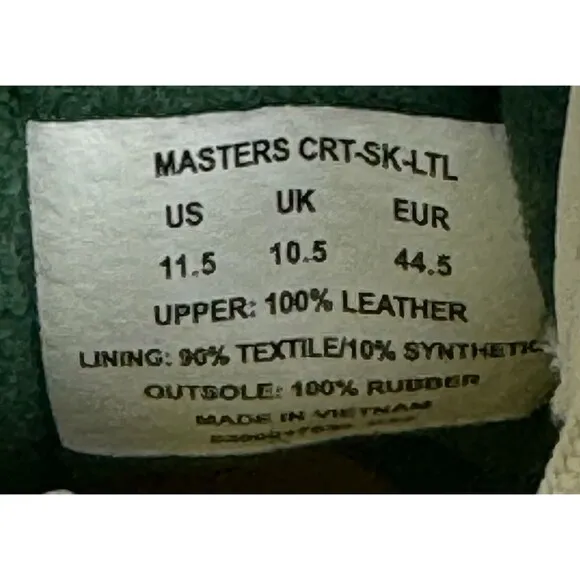 MASTERS CRT-SK-LTL
US UK EUR
11.5 10.5 44.5
UPPER: 100% LEATHER
LINING: 90% TEXTILE/10% SYNTHETIC
OUTSOLE: 100% RUBBER
MADE IN VIETNAM